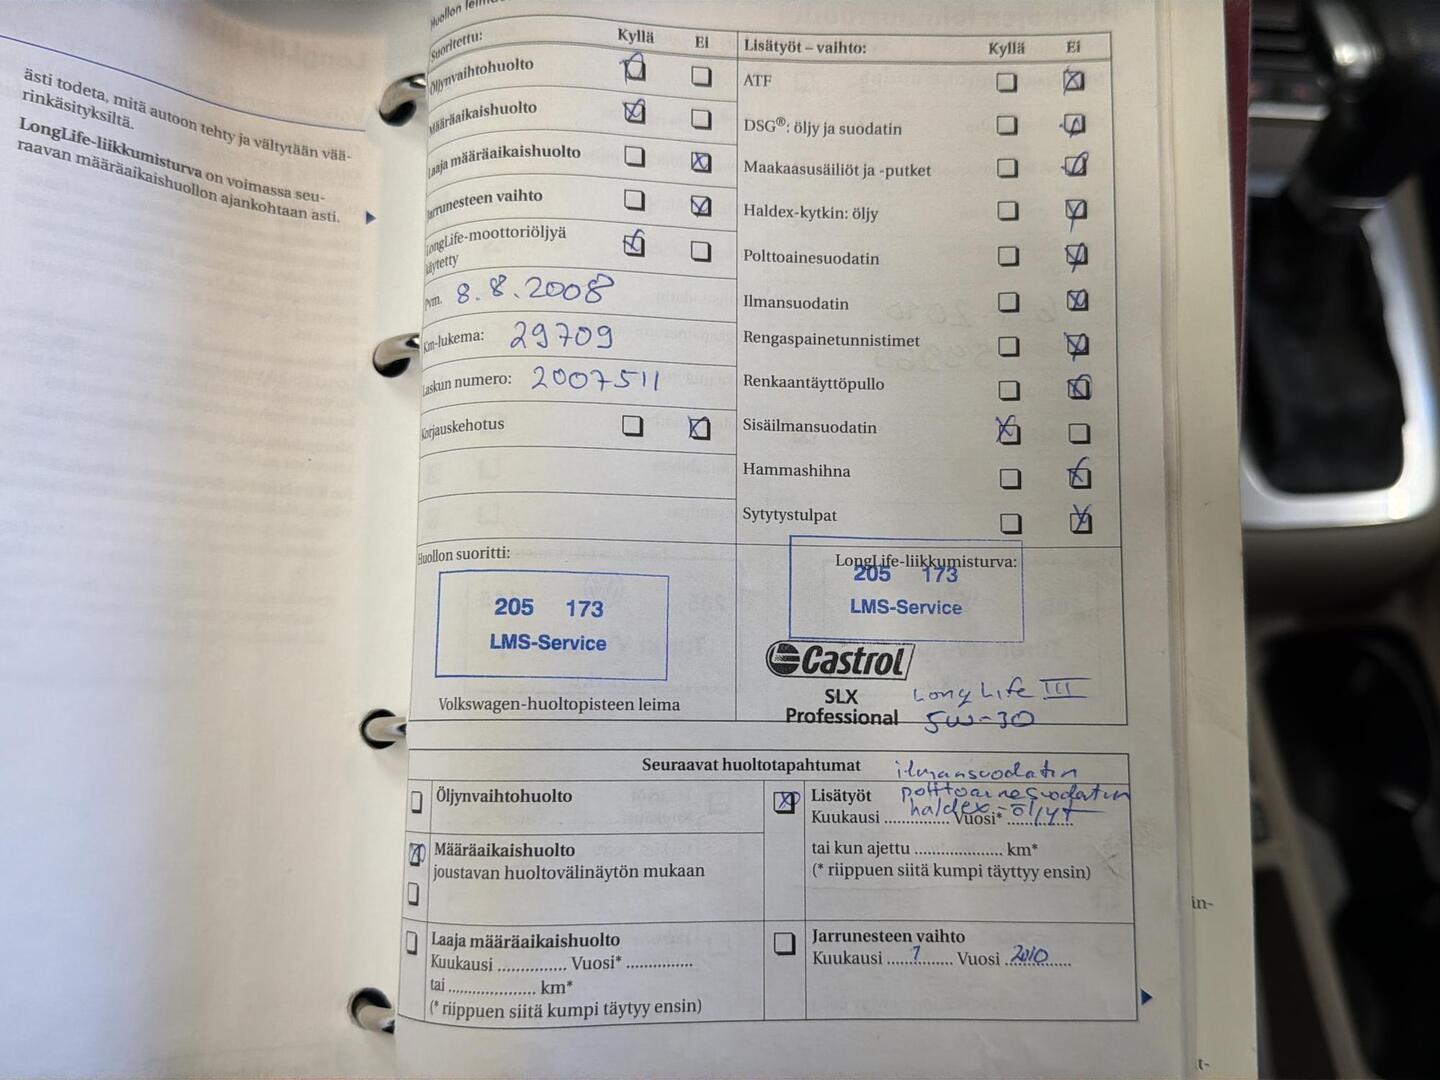 ästi todeta, mitä autoon tehty ja vältytään vää-
rinkäsityksiltä.
LongLife-liikkumisturva on voimassa seu-
raavan määräaikaishuollon ajankohtaan asti.
Huollon
Suoritettu: Kyllä Ei
Öljynvaihtohuolto
Määräaikaishuolto
Laaja määräaikaishuolto
Jarrunesteen vaihto
LongLife-moottoriöljyä
käytetty
Pvm. 8.8.2008
Km-lukema: 29709
Laskun numero: 2007511
Korjauskehotus
Lisätyöt – vaihto: Kyllä Ei
ATF
DSG®: öljy ja suodatin
Maakaasusäiliöt ja -putket
Haldex-kytkin: öljy
Polttoainesuodatin
Ilmansuodatin
Rengaspainetunnistimet
Renkaantäyttöpullo
Sisäilmansuodatin
Hammashihna
Sytytystulpat
Huollon suoritti:
205 173
LMS-Service
Volkswagen-huoltopisteen leima
LongLife-liikkumisturva:
205 173
LMS-Service
Castrol
SLX
Professional
Long Life III
5W-30
Seuraavat huoltotapahtumat
Öljynvaihtohuolto
Määräaikaishuolto
joustavan huoltovälinäytön mukaan
Laaja määräaikaishuolto
Kuukausi ............... Vuosi* ...............
tai .................... km*
(* riippuen siitä kumpi täytyy ensin)
ilmansuodatin
polttoainesuodatin
haldex-öljyt
Lisätyöt
Kuukausi ............... Vuosi* ...............
tai kun ajettu .................... km*
(* riippuen siitä kumpi täyttyy ensin)
Jarrunesteen vaihto
Kuukausi ......7....... Vuosi ...2010......
in-
t-